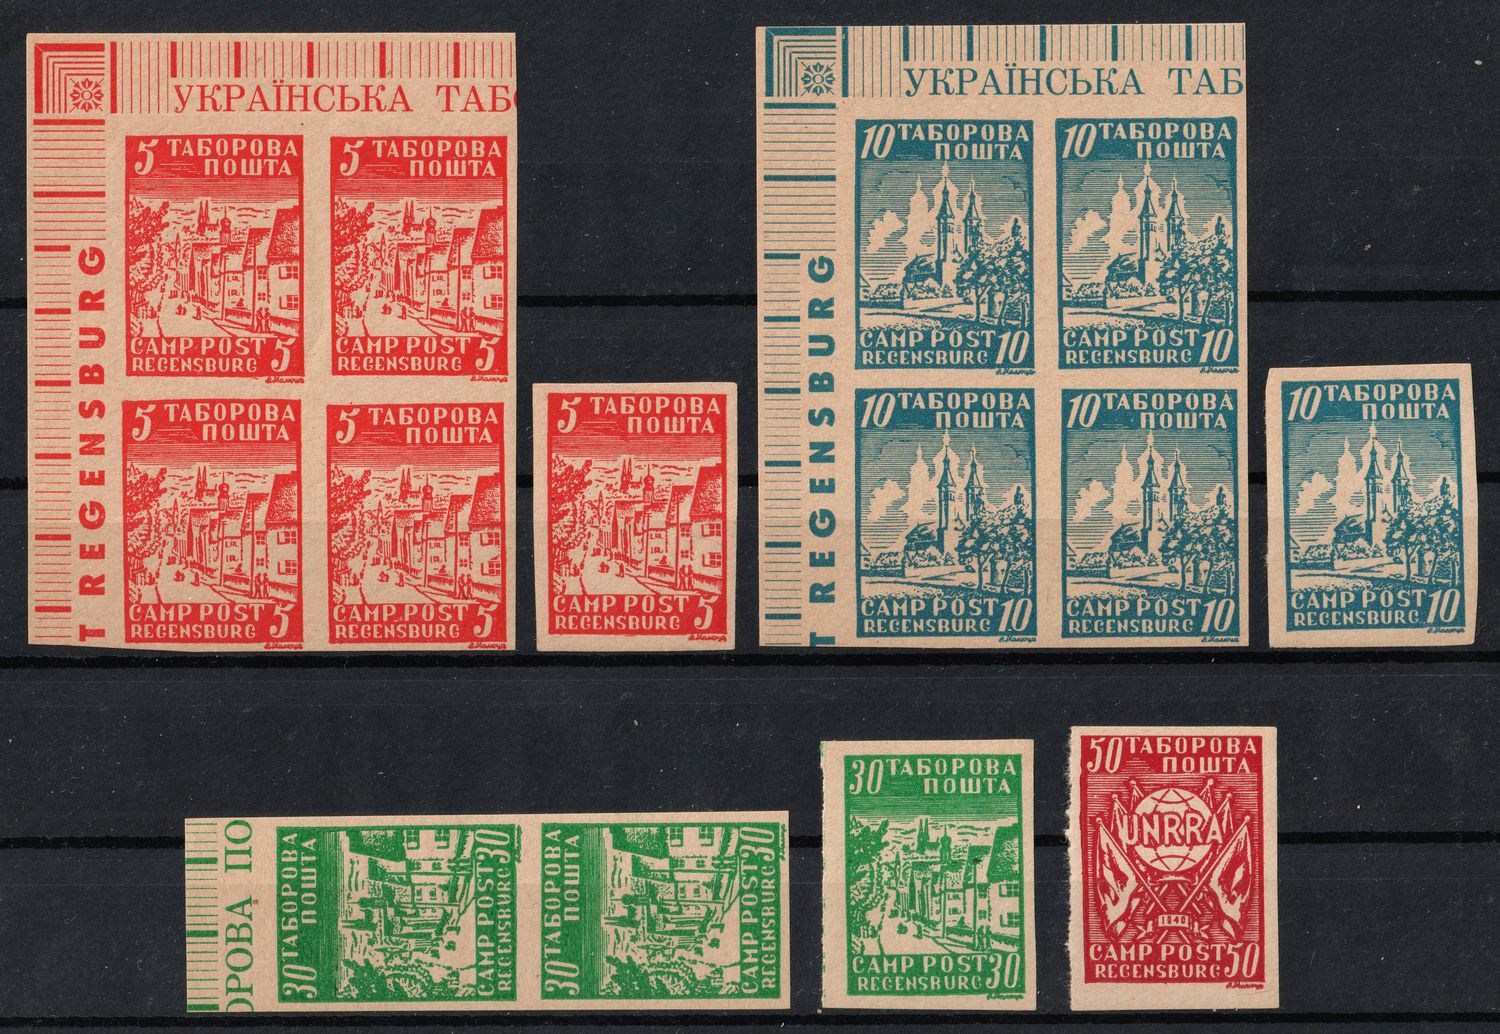 УКРАЇНСЬКА ТАБ
Т REGENSBURG
5 ТАБОРОВА
ПОШТА
CAMP POST
REGENSBURG 5
5 ТАБОРОВА
ПОШТА
CAMP POST
REGENSBURG 5
5 ТАБОРОВА
ПОШТА
CAMP POST
REGENSBURG 5
5 ТАБОРОВА
ПОШТА
CAMP POST
REGENSBURG 5
5 ТАБОРОВА
ПОШТА
CAMP POST
REGENSBURG 5
УКРАЇНСЬКА ТАБ
Т REGENSBURG
10 ТАБОРОВА
ПОШТА
CAMP POST
REGENSBURG 10
10 ТАБОРОВА
ПОШТА
CAMP POST
REGENSBURG 10
10 ТАБОРОВА
ПОШТА
CAMP POST
REGENSBURG 10
10 ТАБОРОВА
ПОШТА
CAMP POST
REGENSBURG 10
10 ТАБОРОВА
ПОШТА
CAMP POST
REGENSBURG 10
ОРОВА ПО
30 ТАБОРОВА
ПОШТА
CAMP POST
REGENSBURG 30
30 ТАБОРОВА
ПОШТА
CAMP POST
REGENSBURG 30
30 ТАБОРОВА
ПОШТА
CAMP POST
REGENSBURG 30
50 ТАБОРОВА
ПОШТА
UNRRA
CAMP POST
REGENSBURG 50